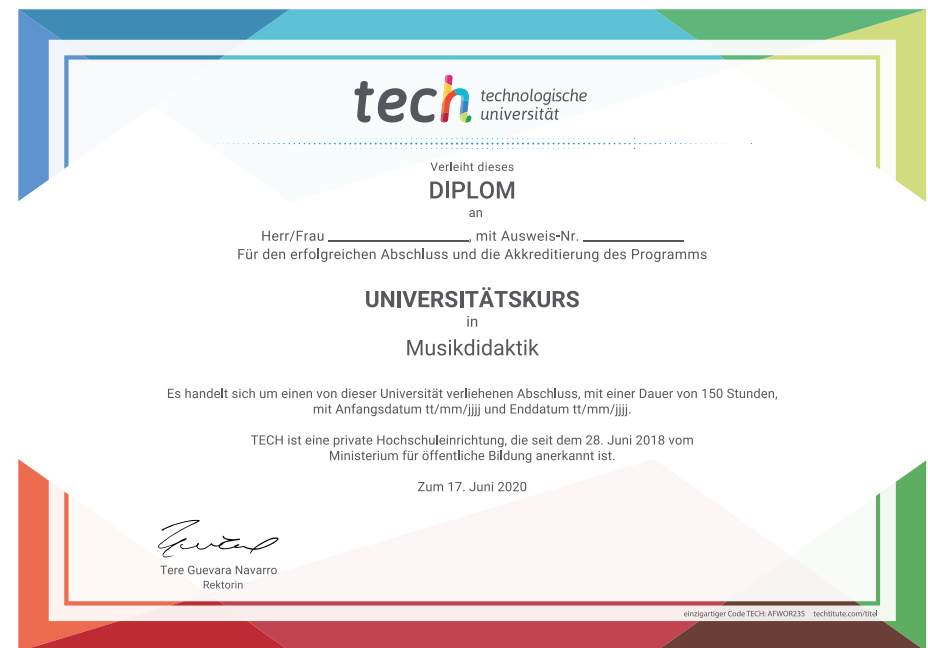 tech technologische
universität
Verleiht dieses
DIPLOM
an
Herr/Frau ____________________, mit Ausweis-Nr. ______________
Für den erfolgreichen Abschluss und die Akkreditierung des Programms
UNIVERSITÄTSKURS
in
Musikdidaktik
Es handelt sich um einen von dieser Universität verliehenen Abschluss, mit einer Dauer von 150 Stunden,
mit Anfangsdatum tt/mm/jjjj und Enddatum tt/mm/jjjj.
TECH ist eine private Hochschuleinrichtung, die seit dem 28. Juni 2018 vom
Ministerium für öffentliche Bildung anerkannt ist.
Zum 17. Juni 2020
Tere Guevara Navarro
Rektorin
einzigartiger Code TECH: AFWOR23S techtitute.com/titel